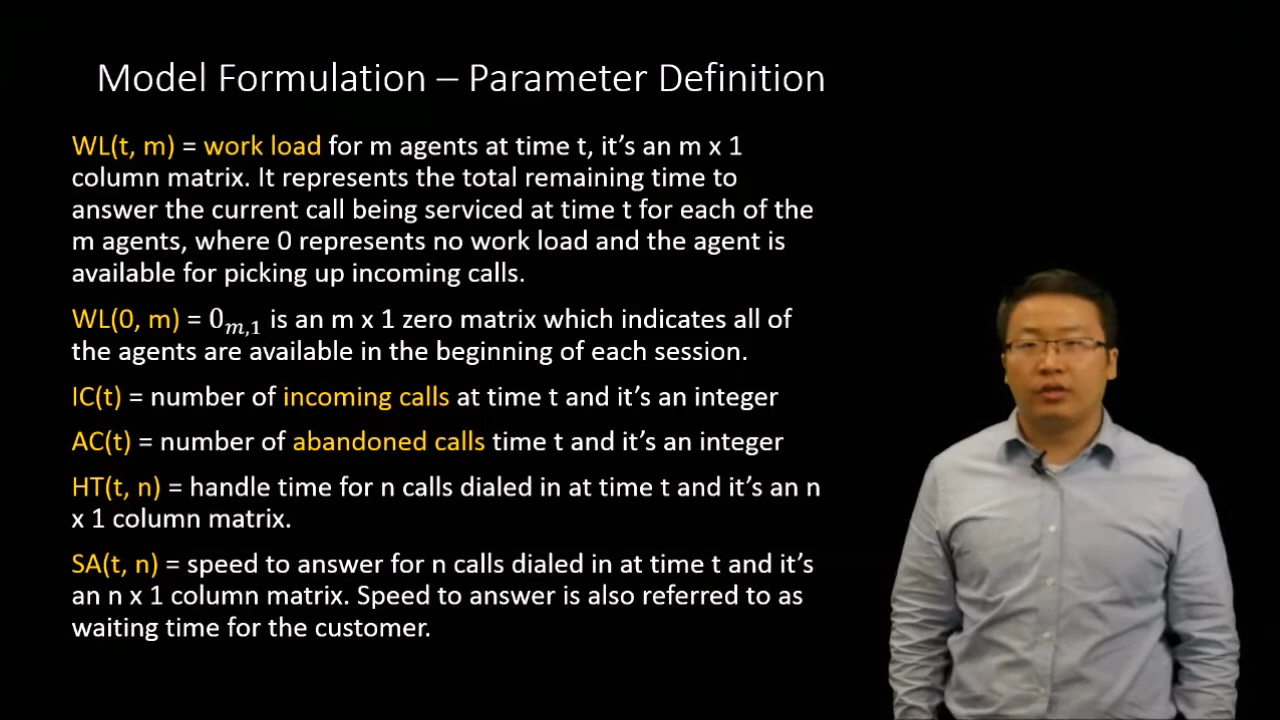 Model Formulation – Parameter Definition
WL(t, m) = work load for m agents at time t, it’s an m x 1
column matrix. It represents the total remaining time to
answer the current call being serviced at time t for each of the
m agents, where 0 represents no work load and the agent is
available for picking up incoming calls.
WL(0, m) = 0m,1 is an m x 1 zero matrix which indicates all of
the agents are available in the beginning of each session.
IC(t) = number of incoming calls at time t and it’s an integer
AC(t) = number of abandoned calls time t and it’s an integer
HT(t, n) = handle time for n calls dialed in at time t and it’s an n
x 1 column matrix.
SA(t, n) = speed to answer for n calls dialed in at time t and it’s
an n x 1 column matrix. Speed to answer is also referred to as
waiting time for the customer.